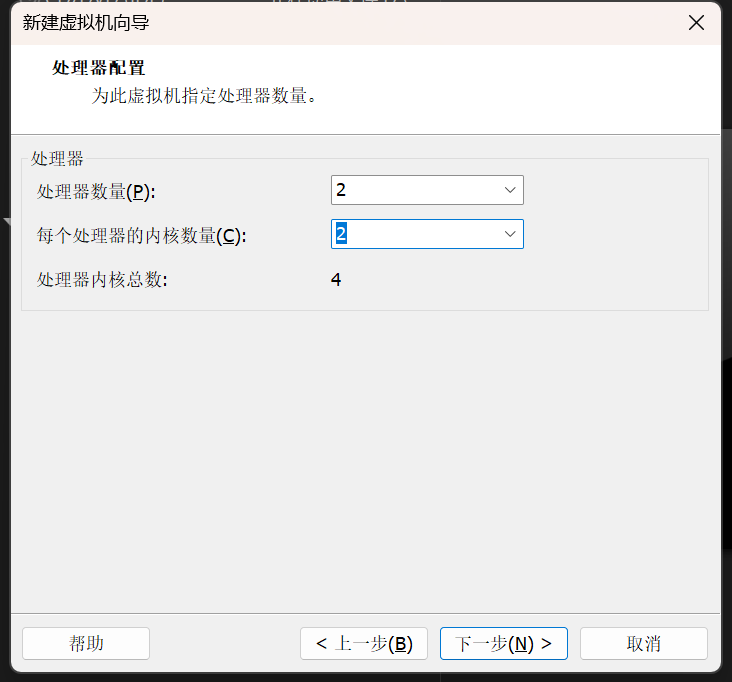 新建虚拟机向导
处理器配置
为此虚拟机指定处理器数量。
处理器
处理器数量(P): 2
每个处理器的内核数量(C): 2
处理器内核总数: 4
帮助 < 上一步(B) 下一步(N) > 取消